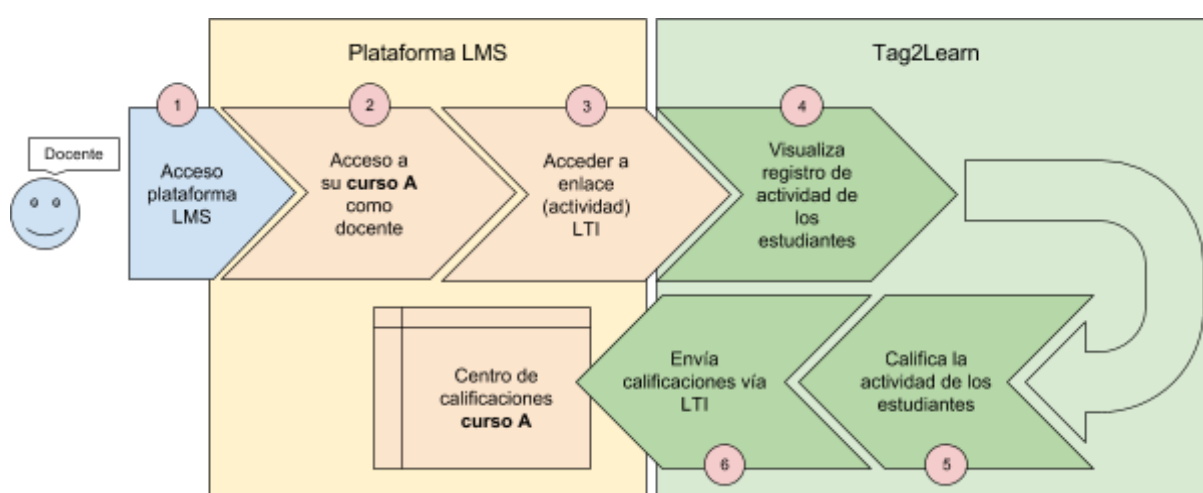 Plataforma LMS
Tag2Learn
Docente
1
Acceso
plataforma
LMS
2
Acceso a
su curso A
como
docente
3
Acceder a
enlace
(actividad)
LTI
4
Visualiza
registro de
actividad de
los
estudiantes
Califica la
actividad de los
estudiantes
5
Envía
calificaciones vía
LTI
6
Centro de
calificaciones
curso A